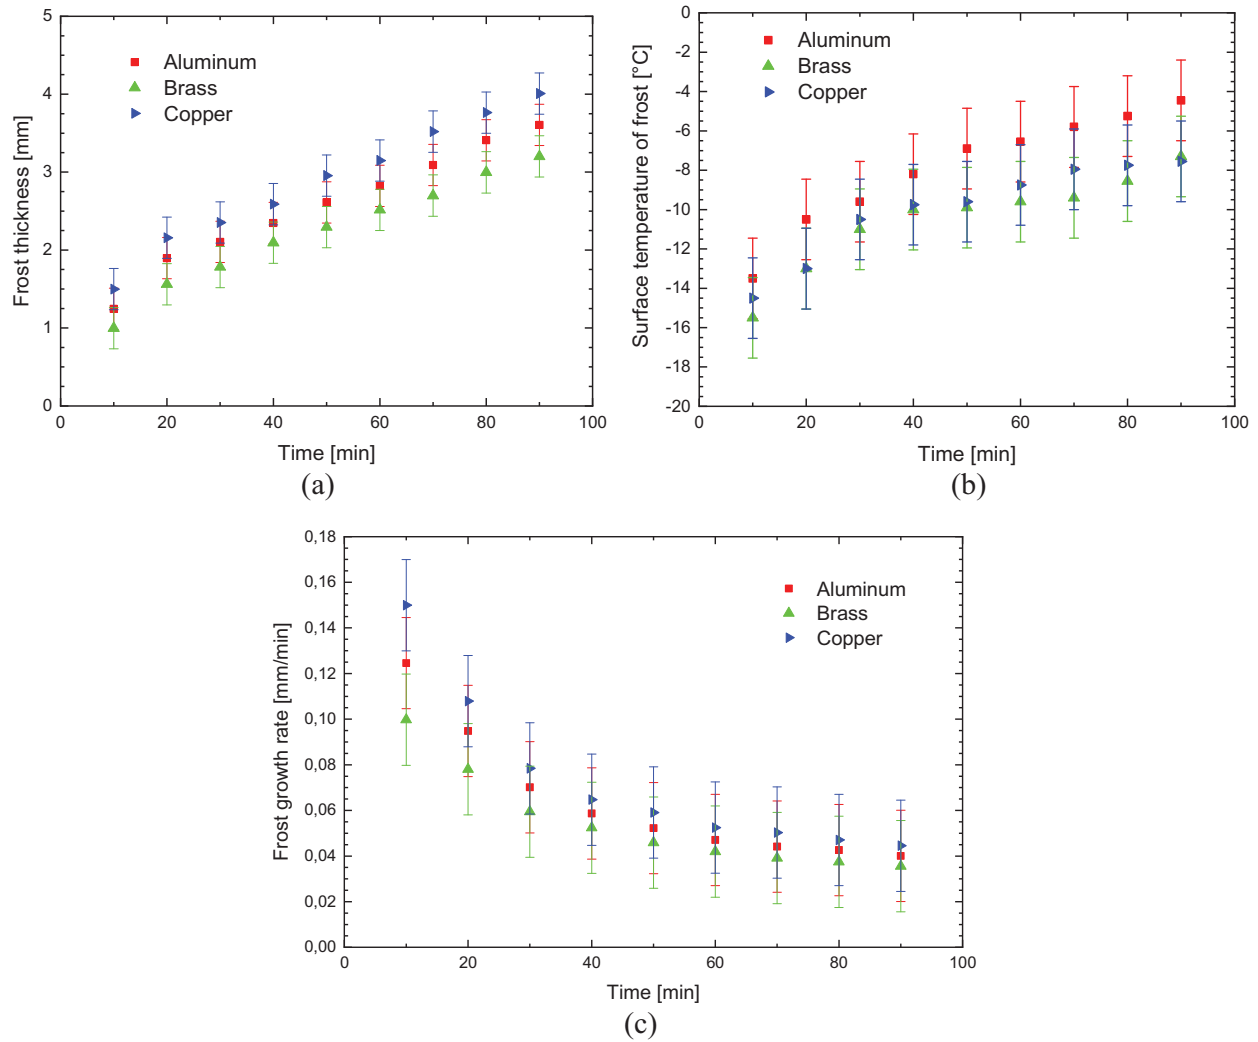 5
4
3
2
1
0
Frost thickness [mm]
Aluminum
Brass
Copper
0
20
40
60
80
100
Time [min]
(a)
0
-2
-4
-6
-8
-10
-12
-14
-16
-18
-20
Surface temperature of frost [°C]
Aluminum
Brass
Copper
0
20
40
60
80
100
Time [min]
(b)
0,18
0,16
0,14
0,12
0,10
0,08
0,06
0,04
0,02
0,00
Frost growth rate [mm/min]
Aluminum
Brass
Copper
0
20
40
60
80
100
Time [min]
(c)